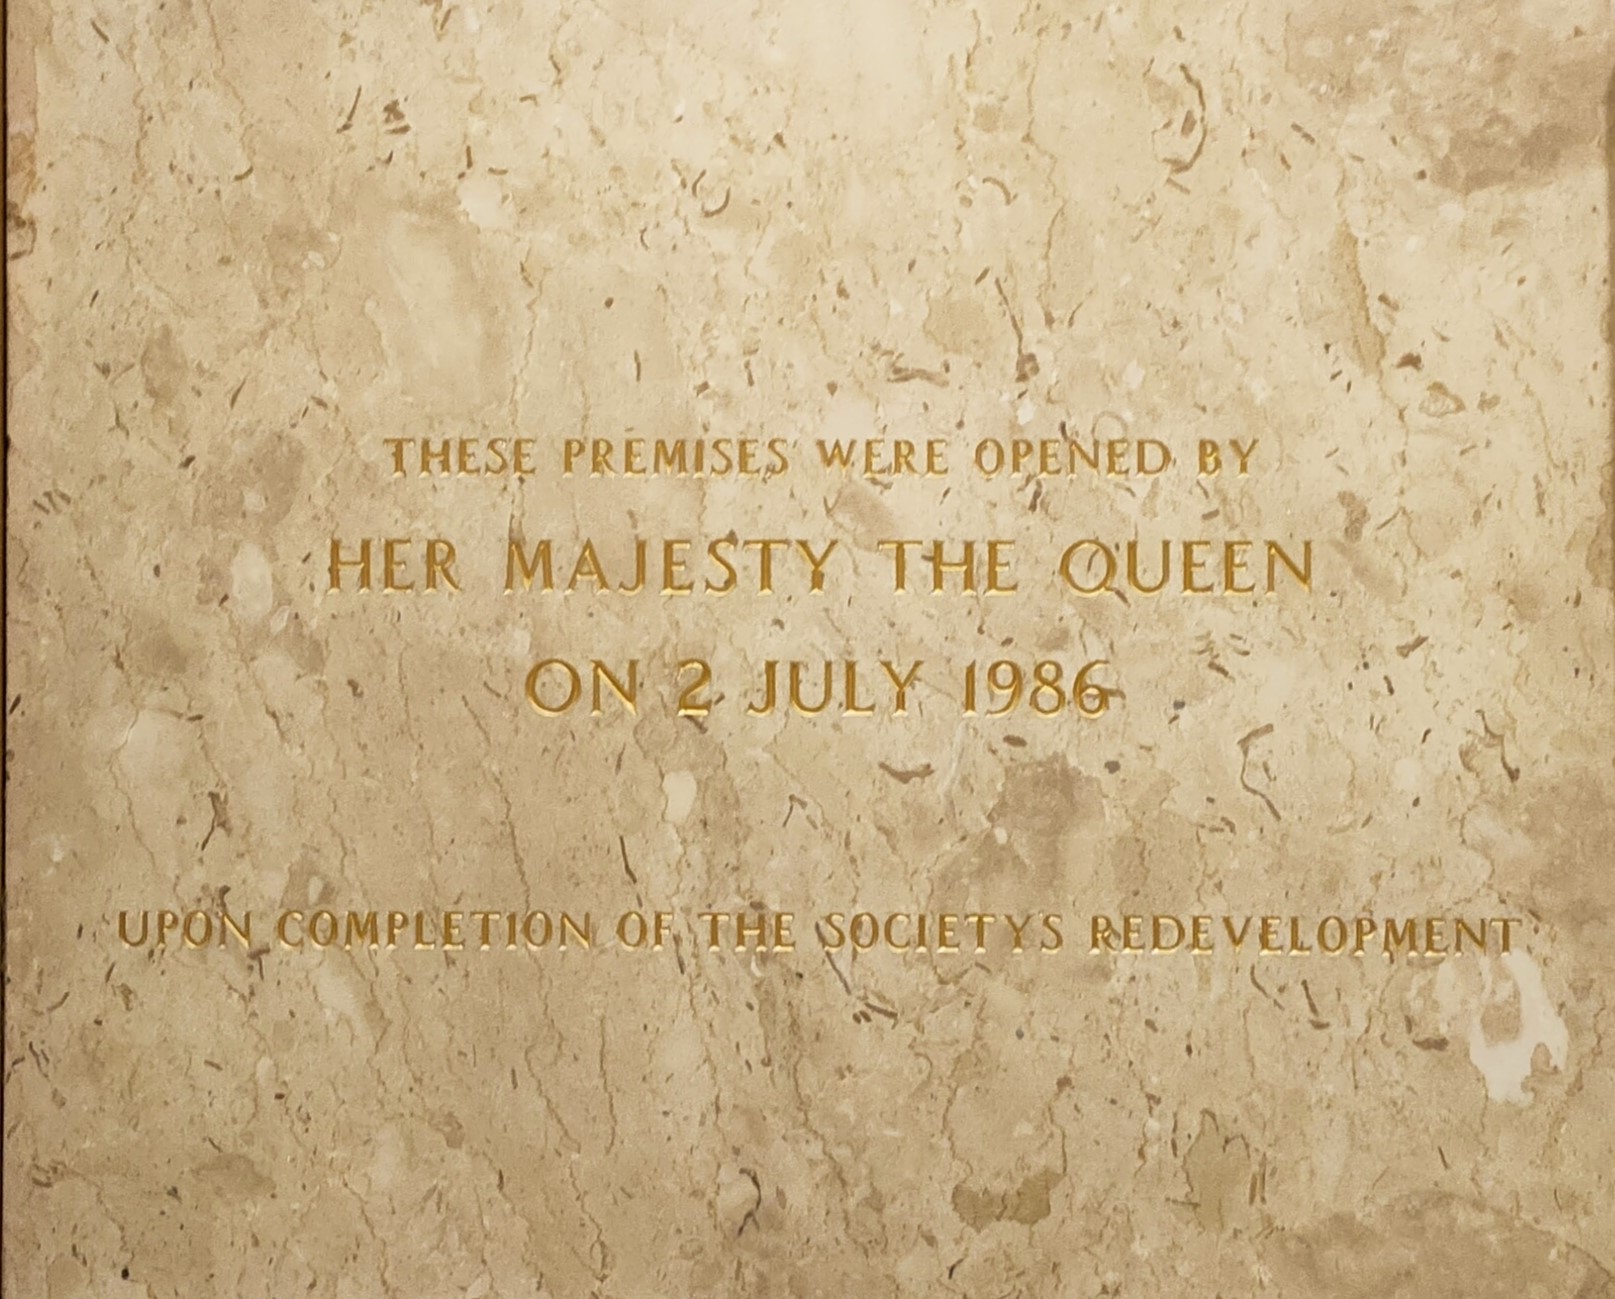 THESE PREMISES WERE OPENED BY
HER MAJESTY THE QUEEN
ON 2 JULY 1986
UPON COMPLETION OF THE SOCIETYS REDEVELOPMENT